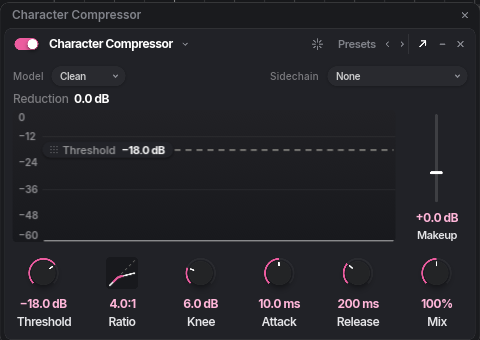 Character Compressor
Character Compressor
Presets
Model Clean
Sidechain None
Reduction 0.0 dB
0
−12
Threshold −18.0 dB
−24
−36
−48
−60
+0.0 dB
Makeup
−18.0 dB 4.0:1 6.0 dB 10.0 ms 200 ms 100%
Threshold Ratio Knee Attack Release Mix